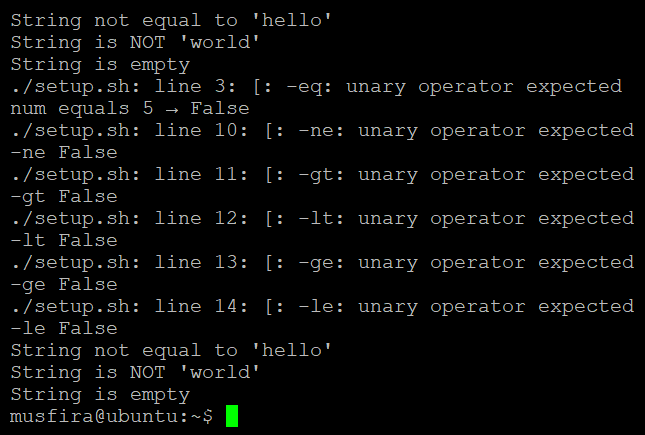 String not equal to 'hello'
String is NOT 'world'
String is empty
./setup.sh: line 3: [: -eq: unary operator expected
num equals 5 → False
./setup.sh: line 10: [: -ne: unary operator expected
-ne False
./setup.sh: line 11: [: -gt: unary operator expected
-gt False
./setup.sh: line 12: [: -lt: unary operator expected
-lt False
./setup.sh: line 13: [: -ge: unary operator expected
-ge False
./setup.sh: line 14: [: -le: unary operator expected
-le False
String not equal to 'hello'
String is NOT 'world'
String is empty
musfira@ubuntu:~$